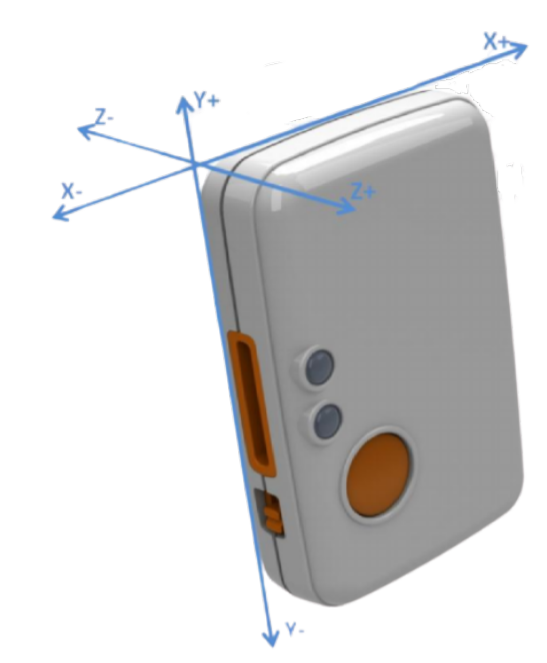 X+
Y+
Z-
X-
Z+
Y-